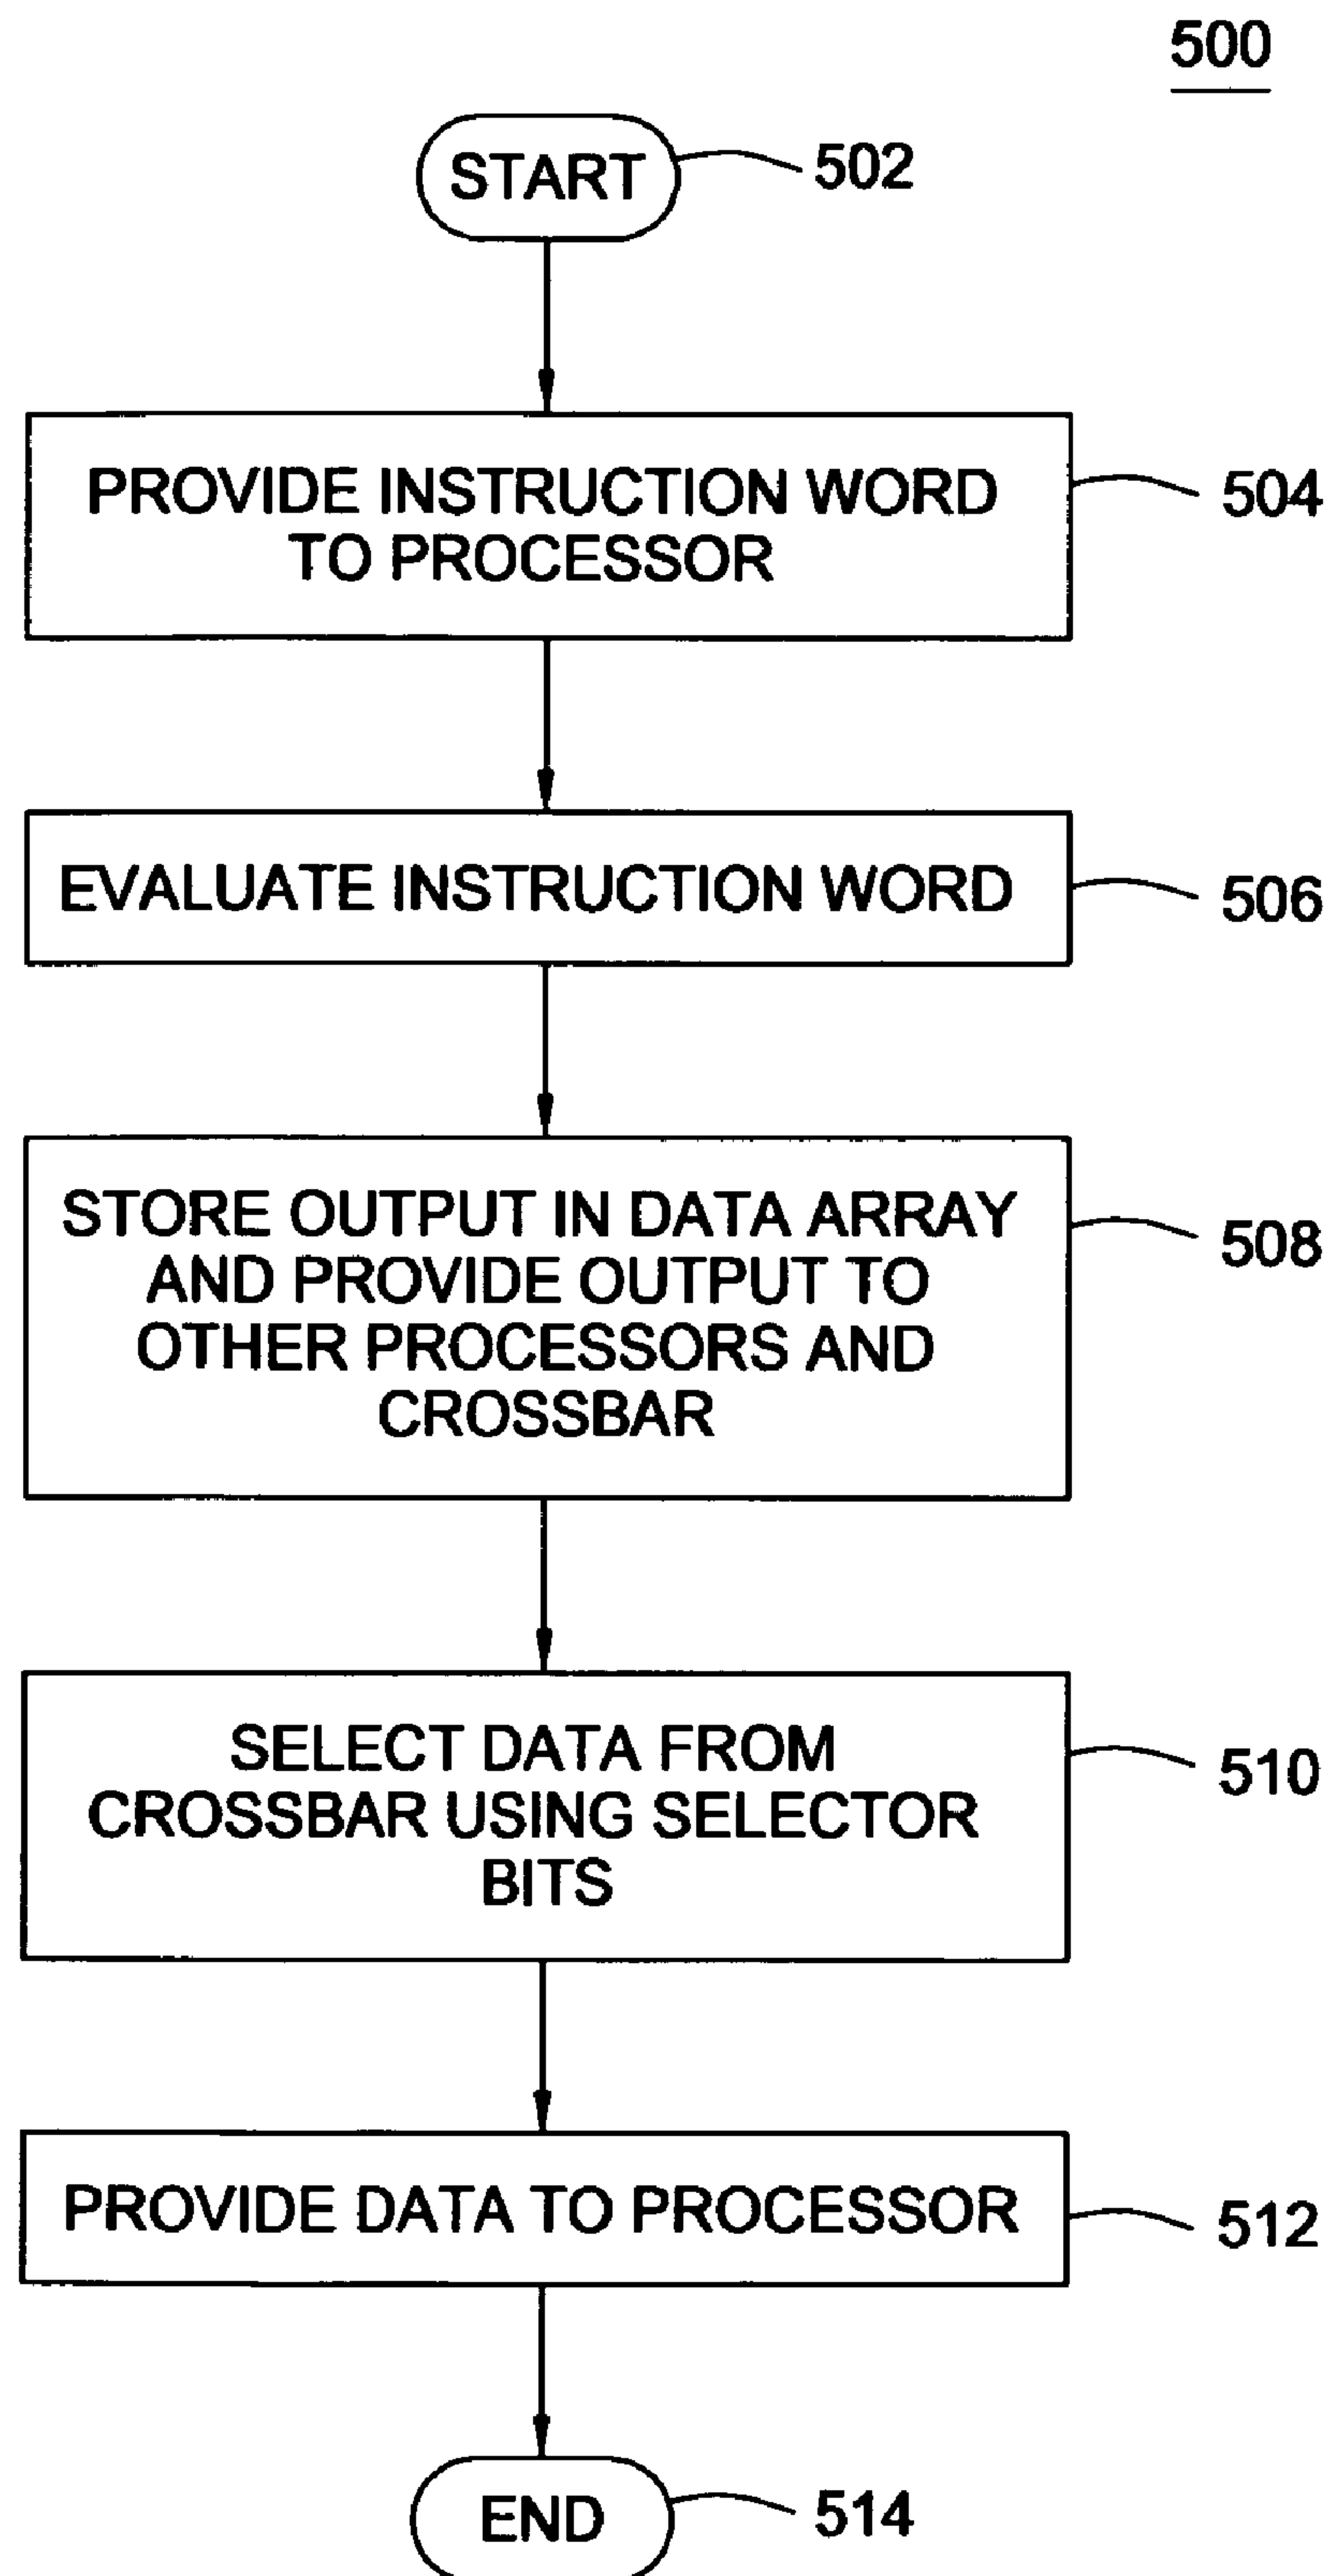 500
START
502
PROVIDE INSTRUCTION WORD
TO PROCESSOR
504
EVALUATE INSTRUCTION WORD
506
STORE OUTPUT IN DATA ARRAY
AND PROVIDE OUTPUT TO
OTHER PROCESSORS AND
CROSSBAR
508
SELECT DATA FROM
CROSSBAR USING SELECTOR
BITS
510
PROVIDE DATA TO PROCESSOR
512
END
514